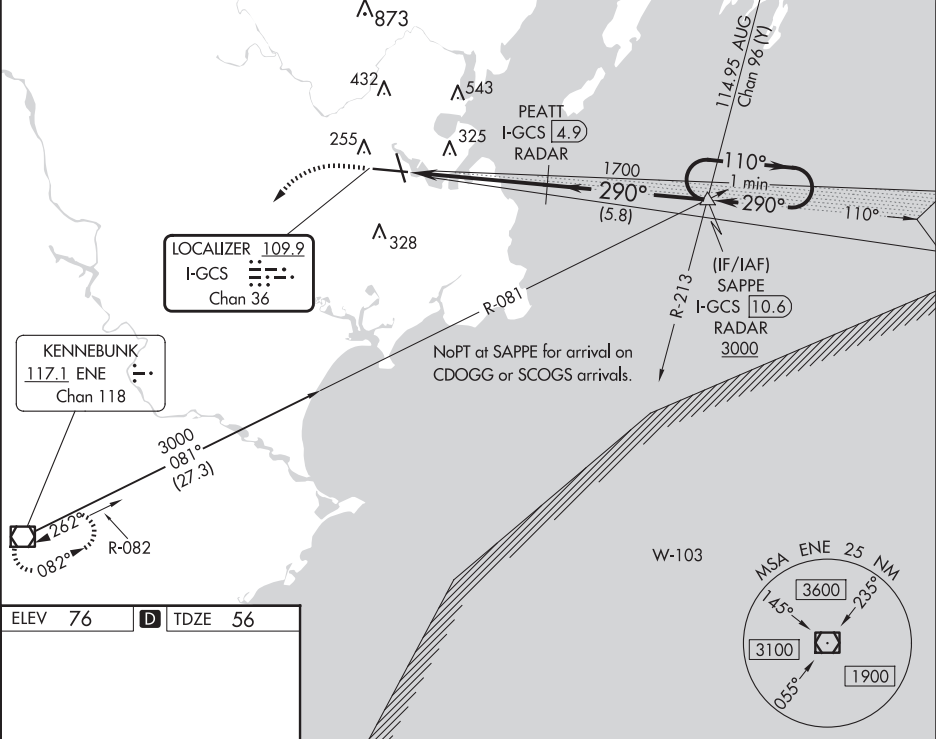 873
432
543
255
325
328
114.95 AUG
Chan 96 (Y)
PEATT
I-GCS 4.9
RADAR
1700
290°
(5.8)
110°
1 min
290°
110°
LOCALIZER 109.9
I-GCS
Chan 36
(IF/IAF)
SAPPE
I-GCS 10.6
RADAR
3000
R-213
R-081
NoPT at SAPPE for arrival on
CDOGG or SCOGS arrivals.
KENNEBUNK
117.1 ENE
Chan 118
3000
081°
(27.3)
262°
082°
R-082
W-103
MSA ENE 25 NM
3600
145°
235°
3100
1900
055°
ELEV 76 D TDZE 56